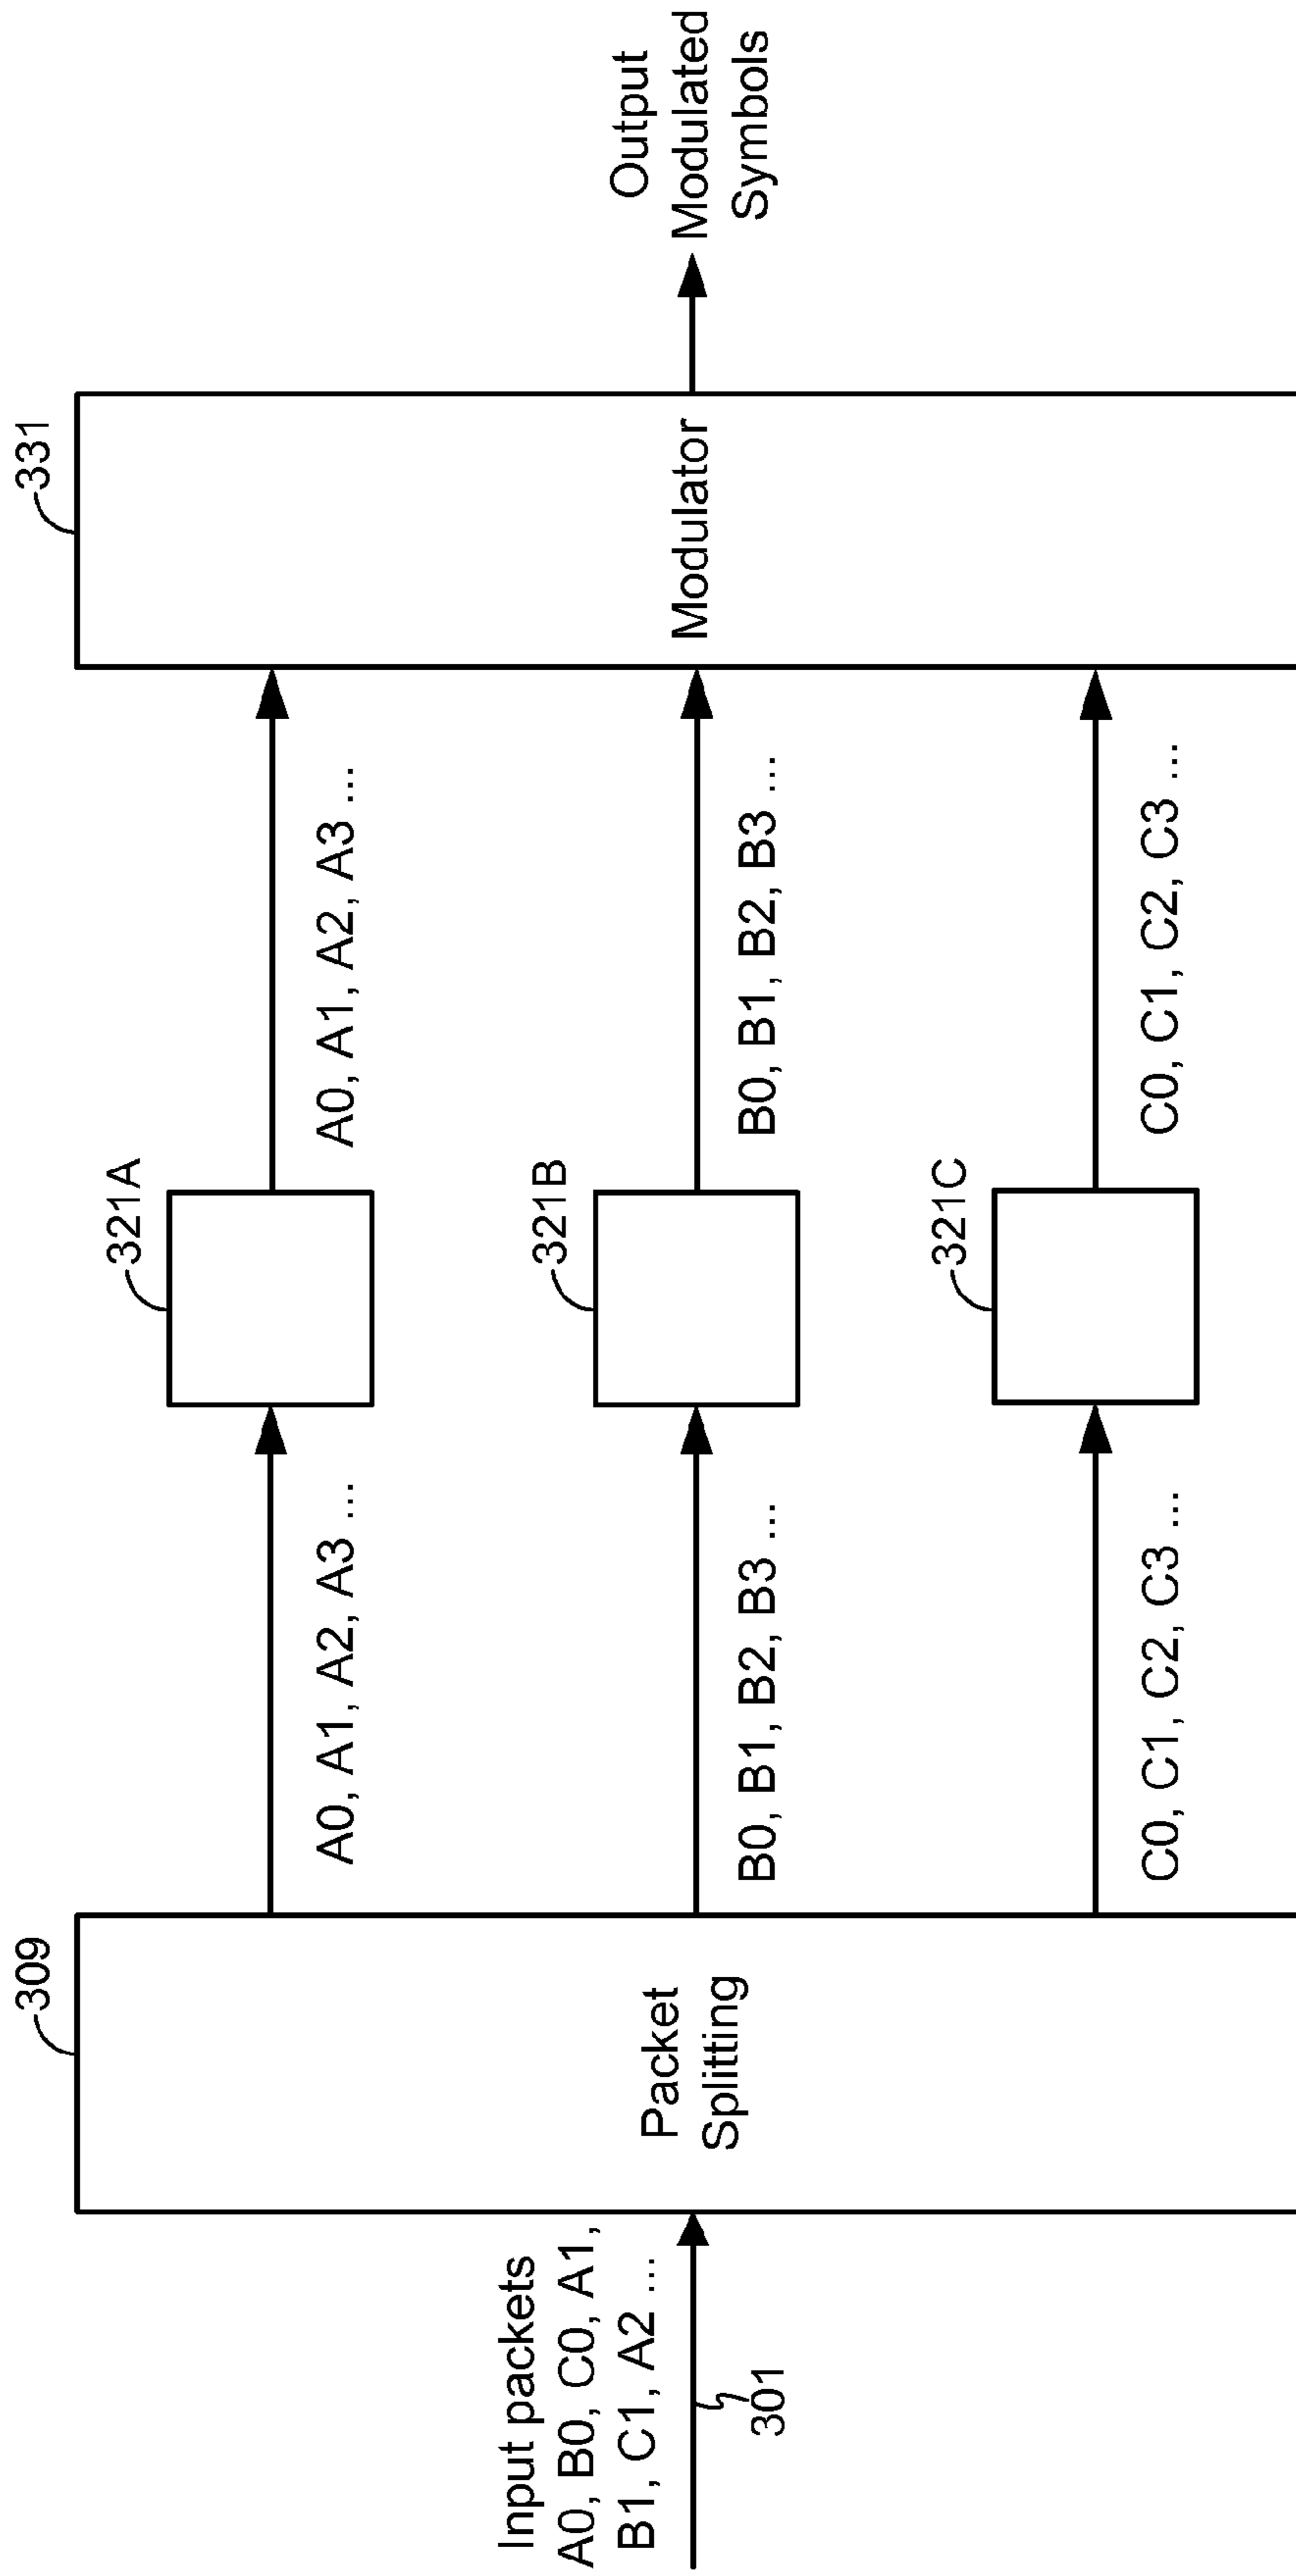 Input packets
A0, B0, C0, A1,
B1, C1, A2 ...
301
309
Packet
Splitting
A0, A1, A2, A3 ...
B0, B1, B2, B3 ...
C0, C1, C2, C3 ...
321A
321B
321C
A0, A1, A2, A3 ...
B0, B1, B2, B3 ...
C0, C1, C2, C3 ...
331
Modulator
Output
Modulated
Symbols